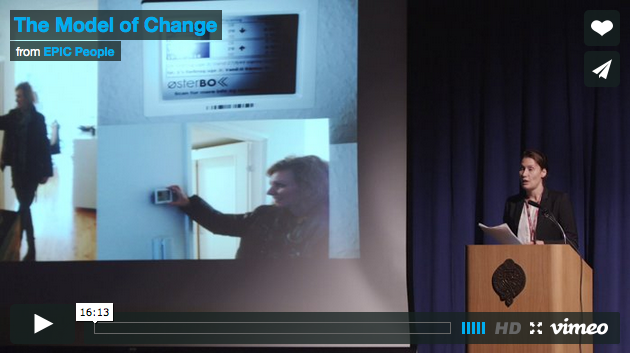 The Model of Change
from EPIC People
østerBO
16:13
HD
vimeo